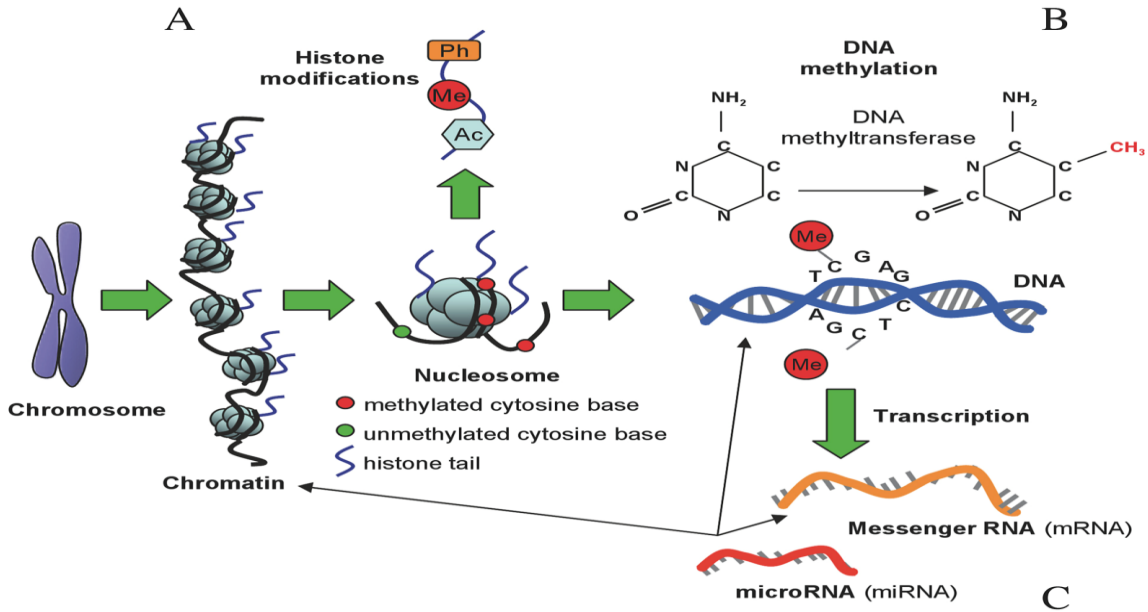 A
B
Histone
modifications
Ph
Me
Ac
DNA
methylation
NH2
C
N
C
C
N
C
O
DNA
methyltransferase
NH2
C
CH3
N
C
C
N
C
O
Chromosome
Chromatin
Nucleosome
methylated cytosine base
unmethylated cytosine base
histone tail
Me
T C G A G
A G C T C
Me
DNA
Transcription
Messenger RNA (mRNA)
microRNA (miRNA)
C